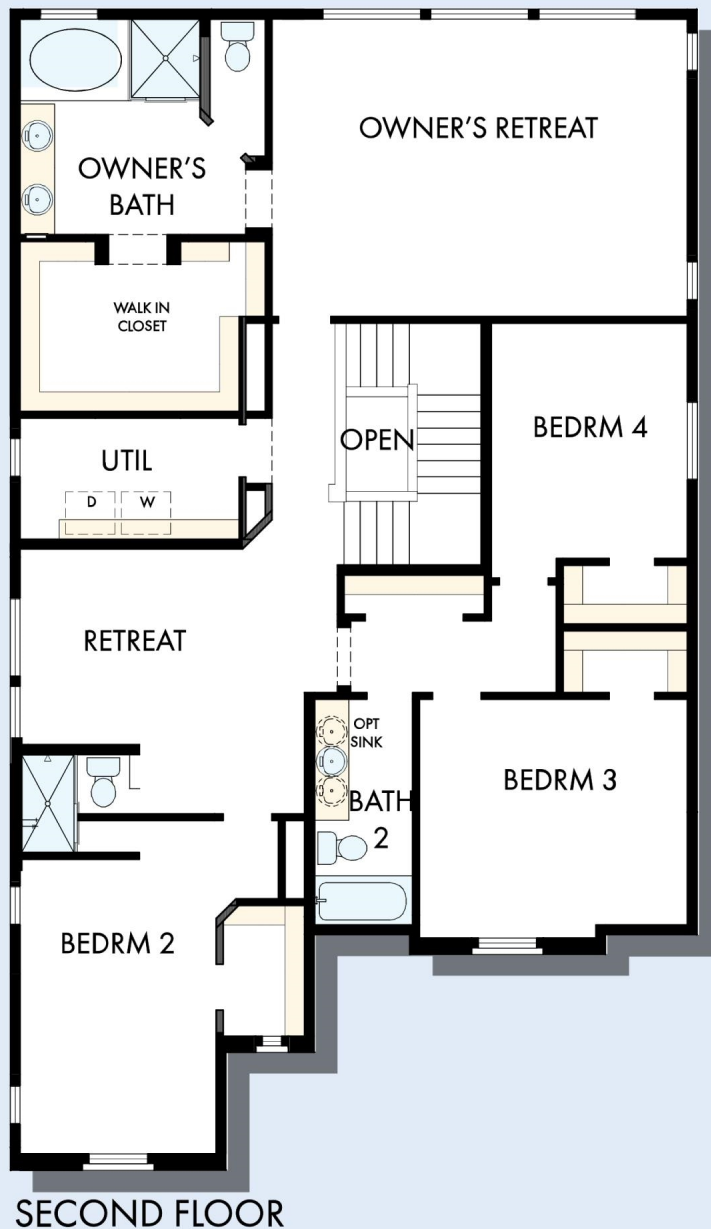 OWNER'S RETREAT
OWNER'S
BATH
WALK IN
CLOSET
OPEN
BEDRM 4
UTIL
D
W
RETREAT
OPT
SINK
BATH
2
BEDRM 3
BEDRM 2
SECOND FLOOR